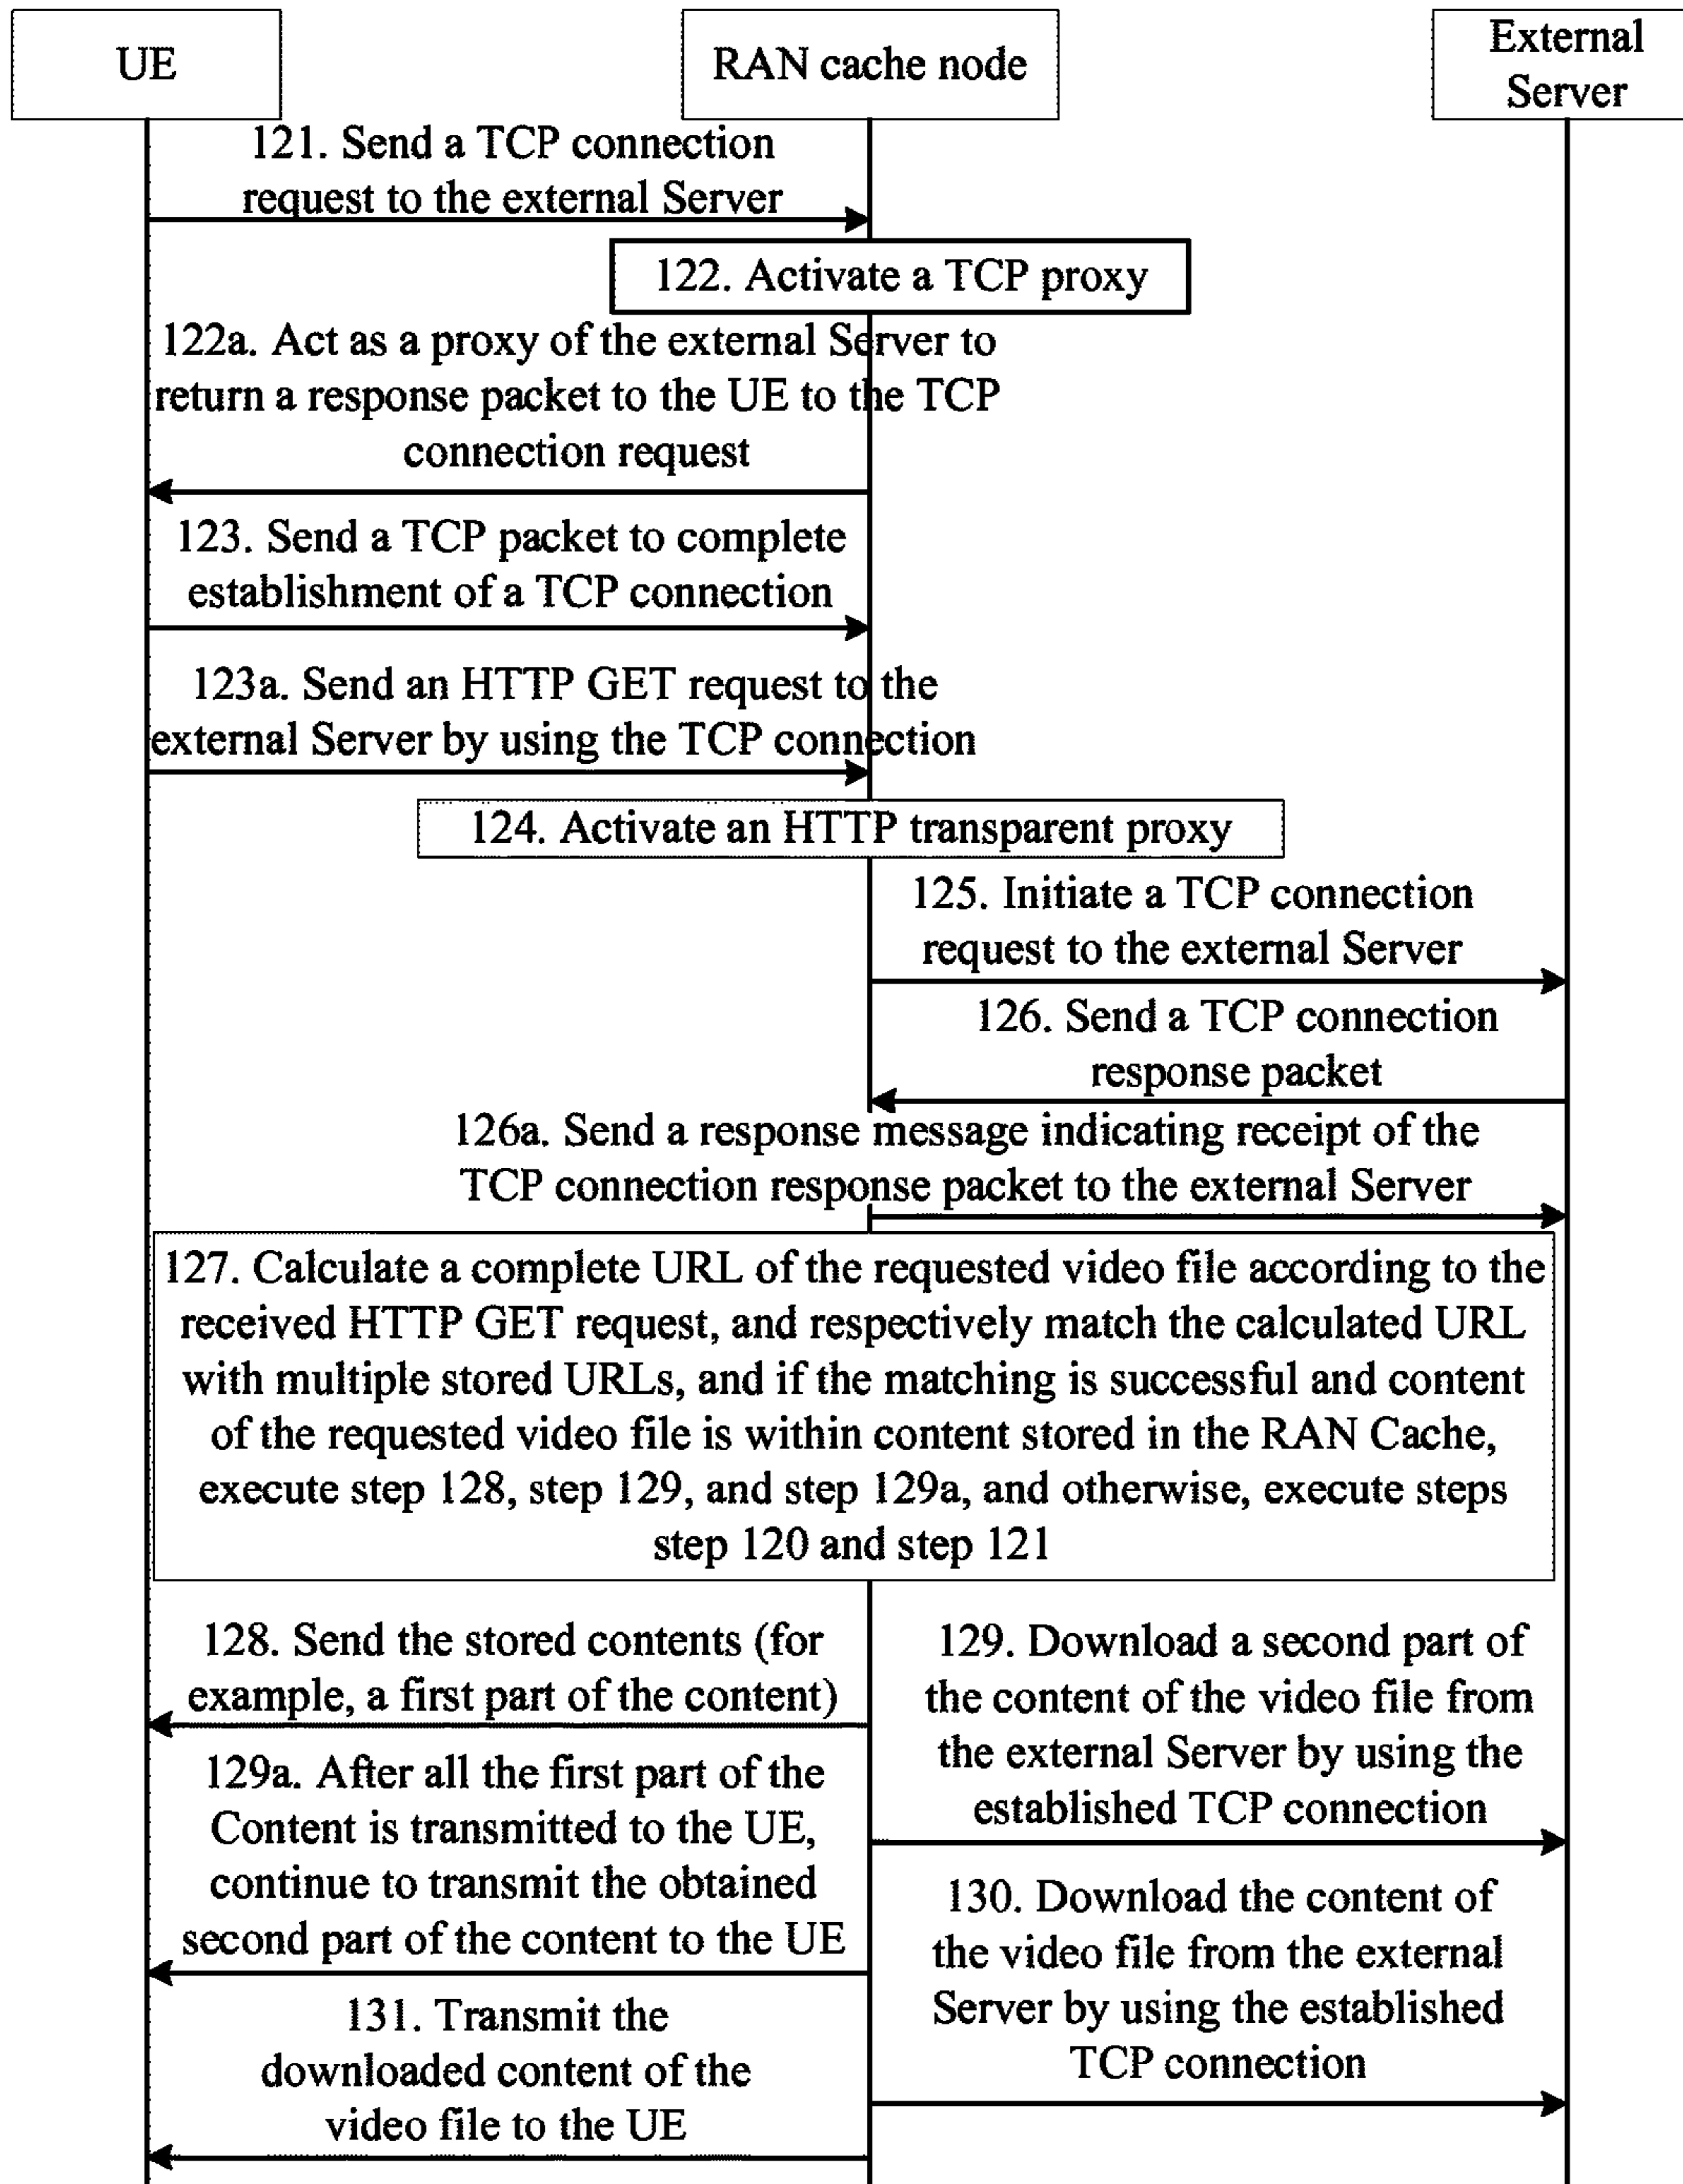 UE
RAN cache node
External
Server
121. Send a TCP connection
request to the external Server
122. Activate a TCP proxy
122a. Act as a proxy of the external Server to
return a response packet to the UE to the TCP
connection request
123. Send a TCP packet to complete
establishment of a TCP connection
123a. Send an HTTP GET request to the
external Server by using the TCP connection
124. Activate an HTTP transparent proxy
125. Initiate a TCP connection
request to the external Server
126. Send a TCP connection
response packet
126a. Send a response message indicating receipt of the
TCP connection response packet to the external Server
127. Calculate a complete URL of the requested video file according to the
received HTTP GET request, and respectively match the calculated URL
with multiple stored URLs, and if the matching is successful and content
of the requested video file is within content stored in the RAN Cache,
execute step 128, step 129, and step 129a, and otherwise, execute steps
step 120 and step 121
128. Send the stored contents (for
example, a first part of the content)
129. Download a second part of
the content of the video file from
the external Server by using the
established TCP connection
129a. After all the first part of the
Content is transmitted to the UE,
continue to transmit the obtained
second part of the content to the UE
130. Download the content of
the video file from the external
Server by using the established
TCP connection
131. Transmit the
downloaded content of the
video file to the UE